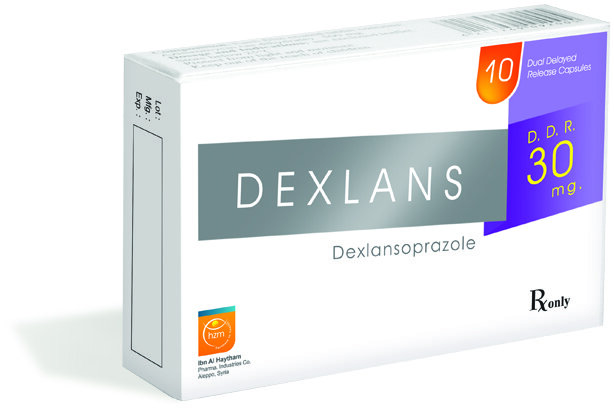 10
Dual Delayed
Release Capsules
D. D. R.
30
mg.
DEXLANS
Dexlansoprazole
Rx only
hzm
Ibn Al Haytham
Pharma. Industries Co.
Aleppo, Syria
Lot :
Mfg. :
Exp. :